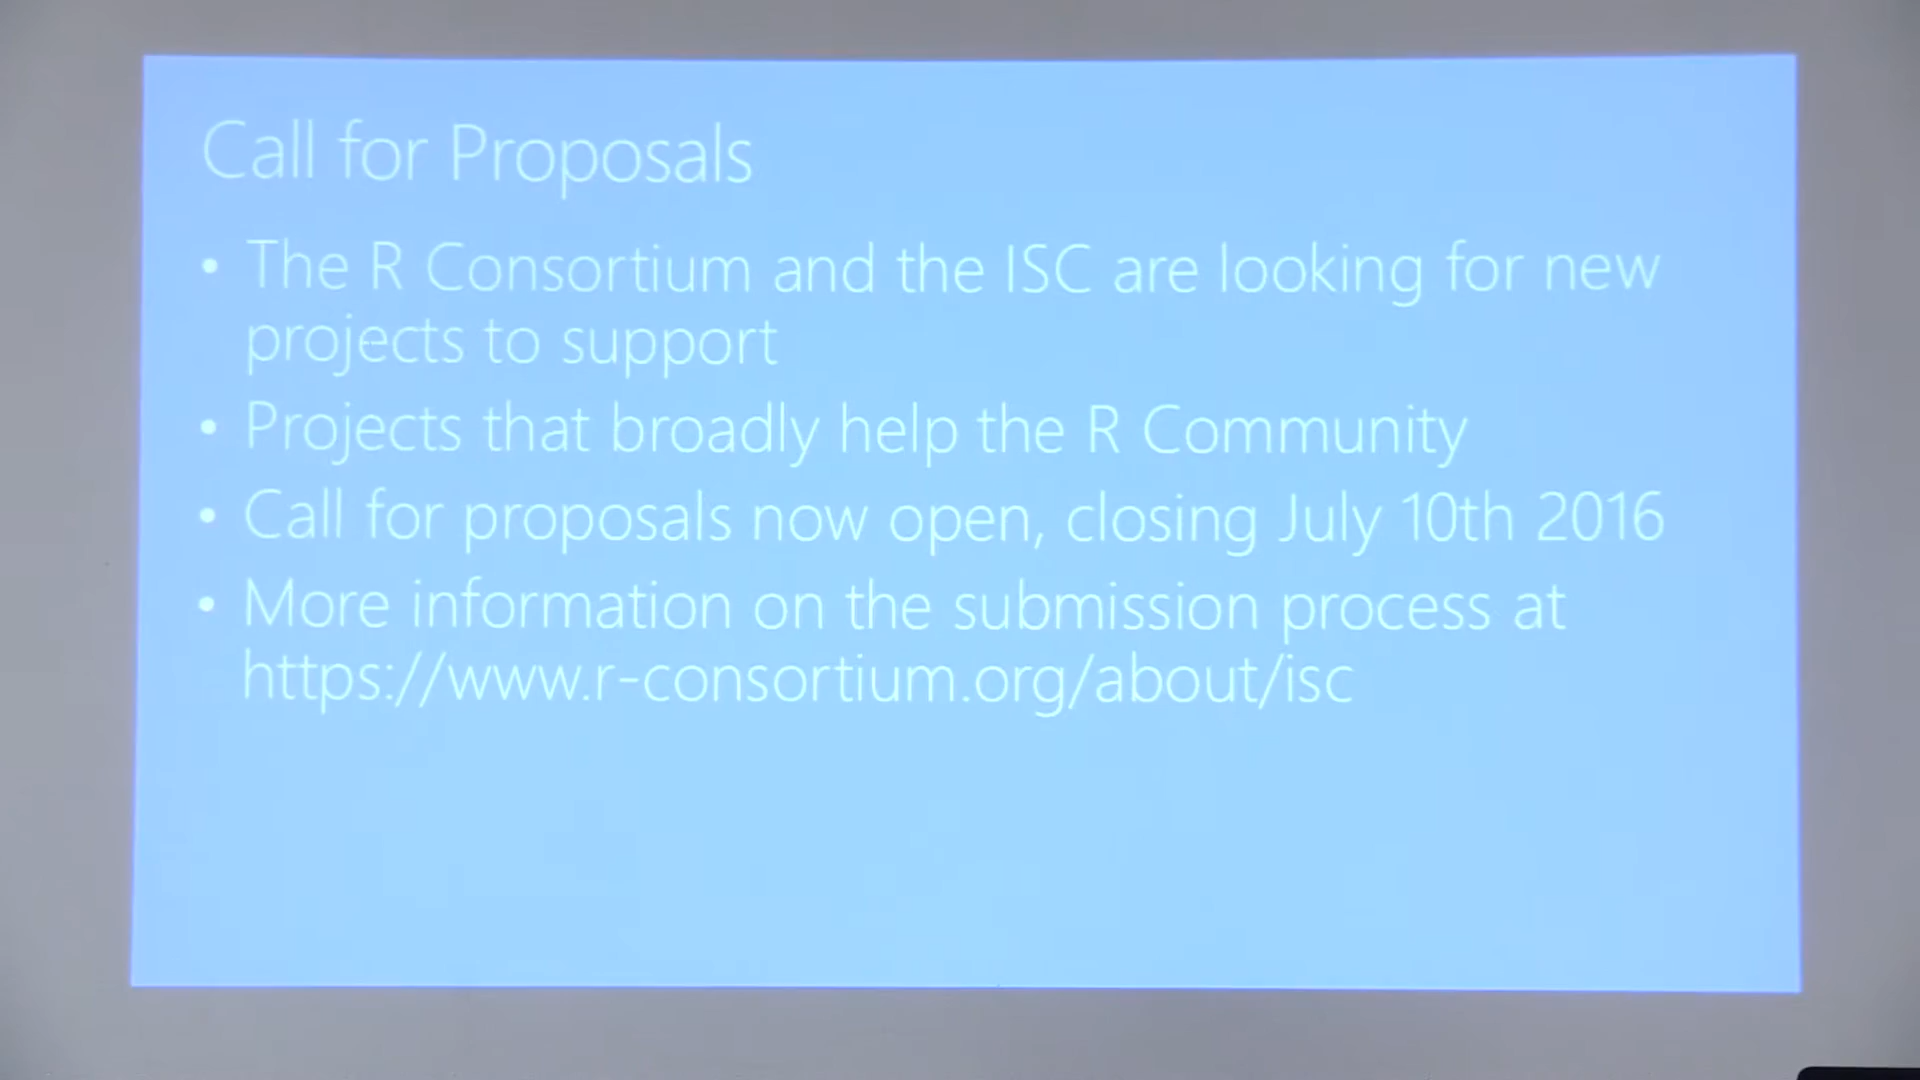 Call for Proposals
• The R Consortium and the ISC are looking for new
projects to support
• Projects that broadly help the R Community
• Call for proposals now open, closing July 10th 2016
• More information on the submission process at
https://www.r-consortium.org/about/isc